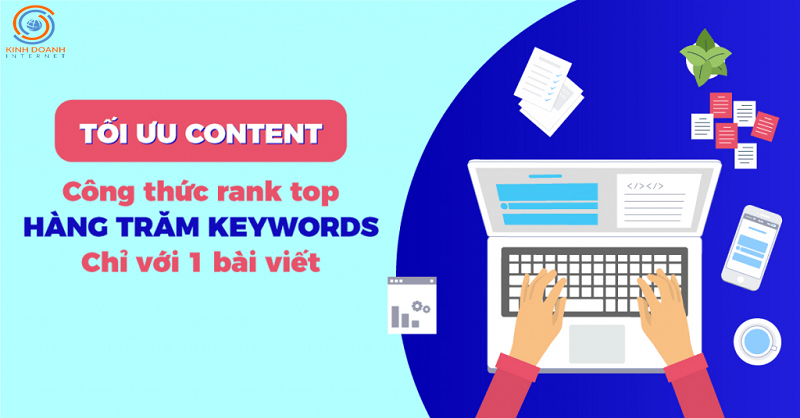 KINH DOANH
INTERNET
TỐI ƯU CONTENT
Công thức rank top
HÀNG TRĂM KEYWORDS
Chỉ với 1 bài viết
</>